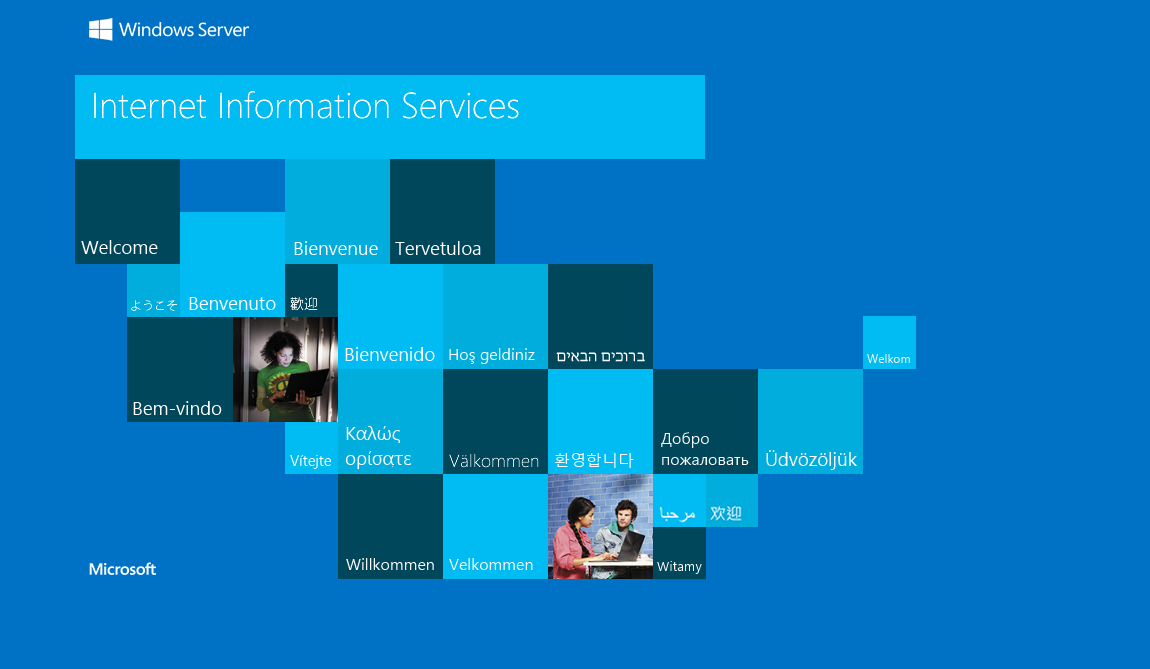 Windows Server
Internet Information Services
Welcome
Bienvenue
Tervetuloa
ようこそ
Benvenuto
歡迎
Bienvenido
Hoş geldiniz
ברוכים הבאים
Welkom
Bem-vindo
Vítejte
Καλώς
ορίσατε
Välkommen
환영합니다
Добро
пожаловать
Üdvözöljük
مرحبا
欢迎
Willkommen
Velkommen
Witamy
Microsoft